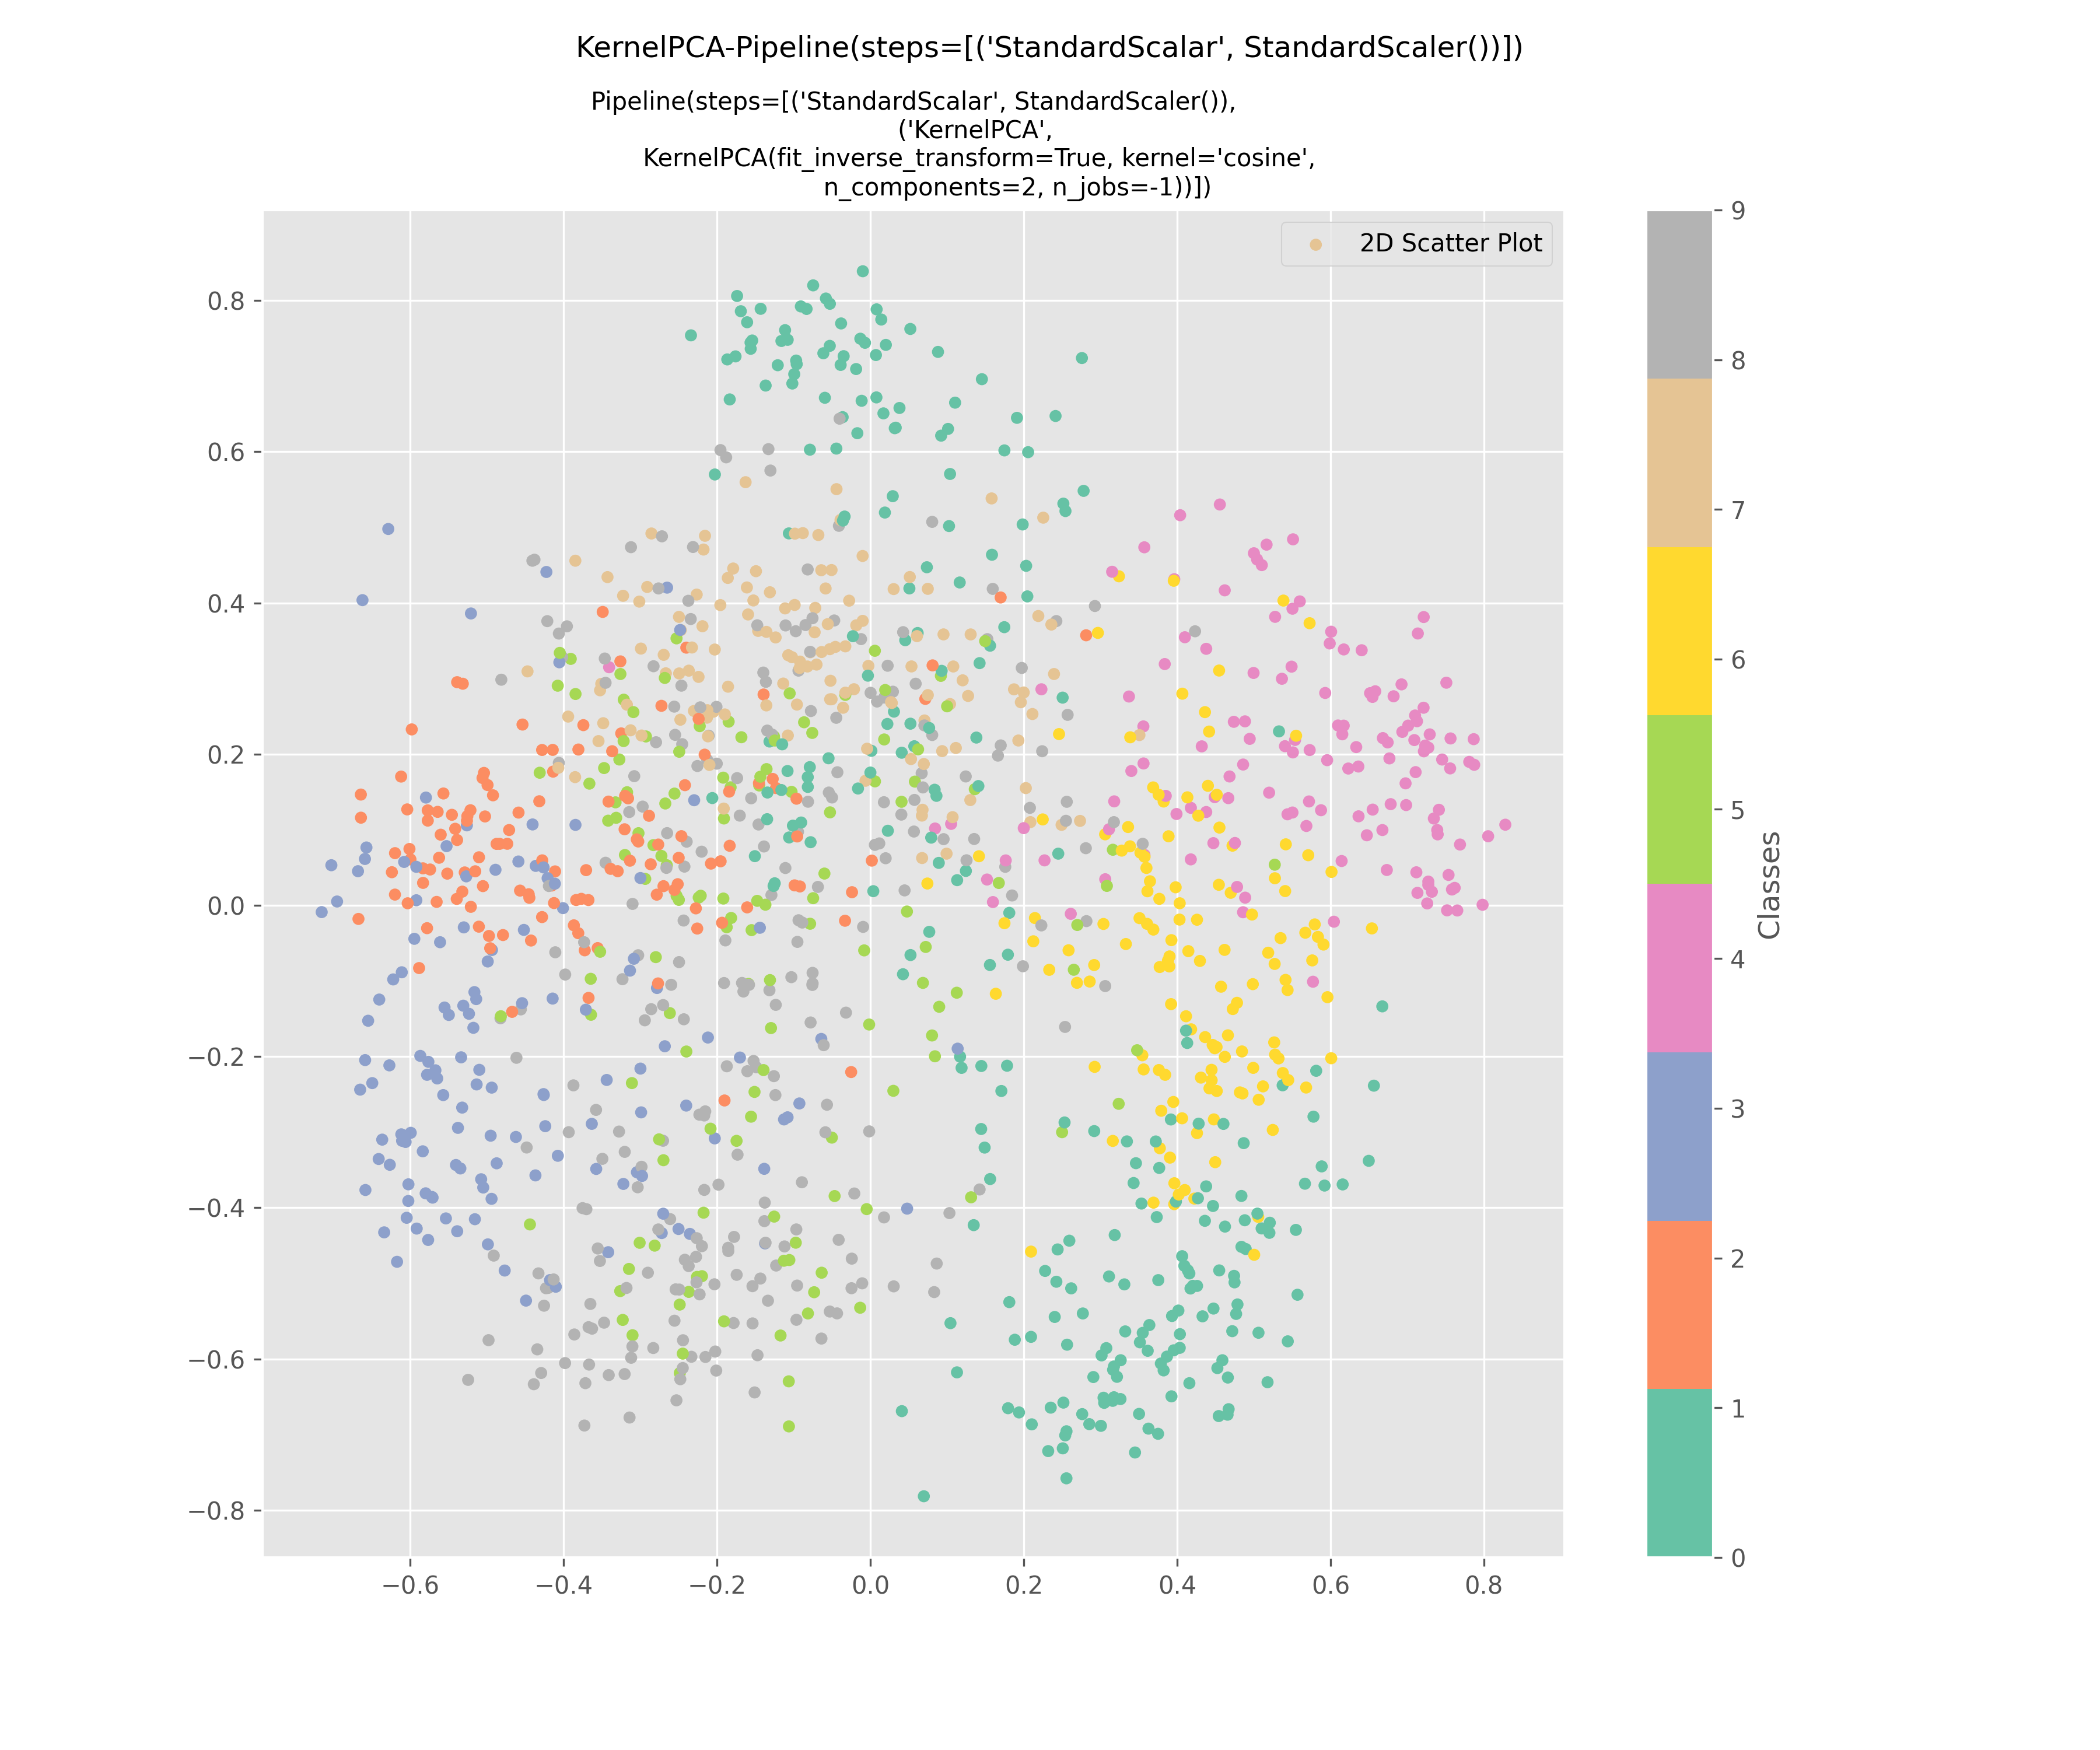 KernelPCA-Pipeline(steps=[('StandardScalar', StandardScaler())])
Pipeline(steps=[('StandardScalar', StandardScaler()),
('KernelPCA',
KernelPCA(fit_inverse_transform=True, kernel='cosine',
n_components=2, n_jobs=-1))])
2D Scatter Plot
0.8
0.6
0.4
0.2
0.0
−0.2
−0.4
−0.6
−0.8
−0.6 −0.4 −0.2 0.0 0.2 0.4 0.6 0.8
9
8
7
6
5
4
3
2
1
0
Classes